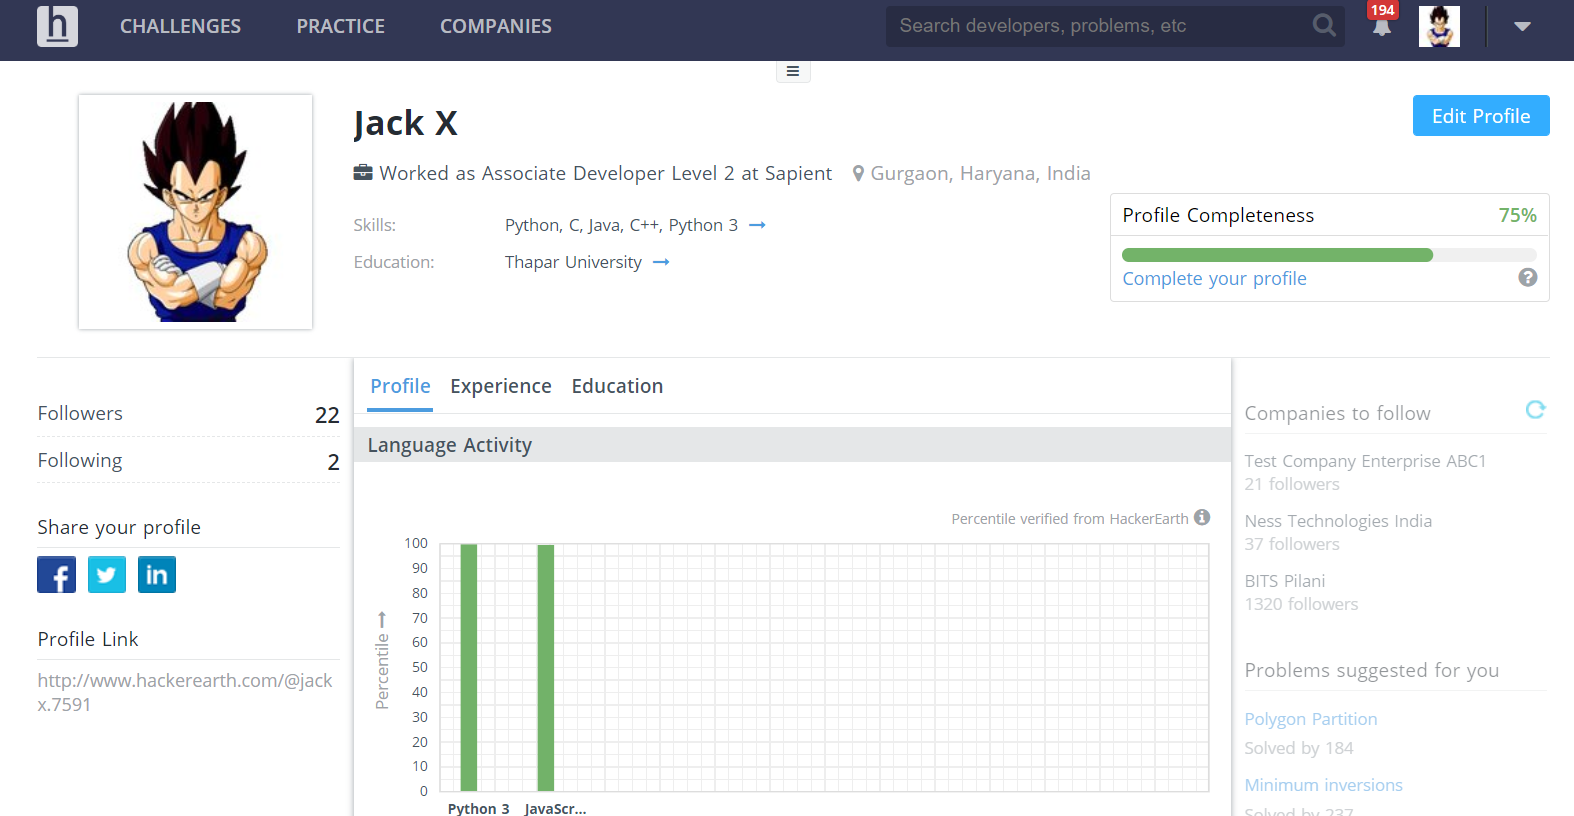 h CHALLENGES PRACTICE COMPANIES Search developers, problems, etc 194
Jack X
Edit Profile
Worked as Associate Developer Level 2 at Sapient Gurgaon, Haryana, India
Skills: Python, C, Java, C++, Python 3
Education: Thapar University
Profile Completeness 75%
Complete your profile ?
Followers 22
Following 2
Share your profile
f in
Profile Link
http://www.hackerearth.com/@jack
x.7591
Profile Experience Education
Language Activity
Percentile verified from HackerEarth i
Percentile
100
90
80
70
60
50
40
30
20
10
0
Python 3 JavaScr...
Companies to follow
Test Company Enterprise ABC1
21 followers
Ness Technologies India
37 followers
BITS Pilani
1320 followers
Problems suggested for you
Polygon Partition
Solved by 184
Minimum inversions
Solved by 237